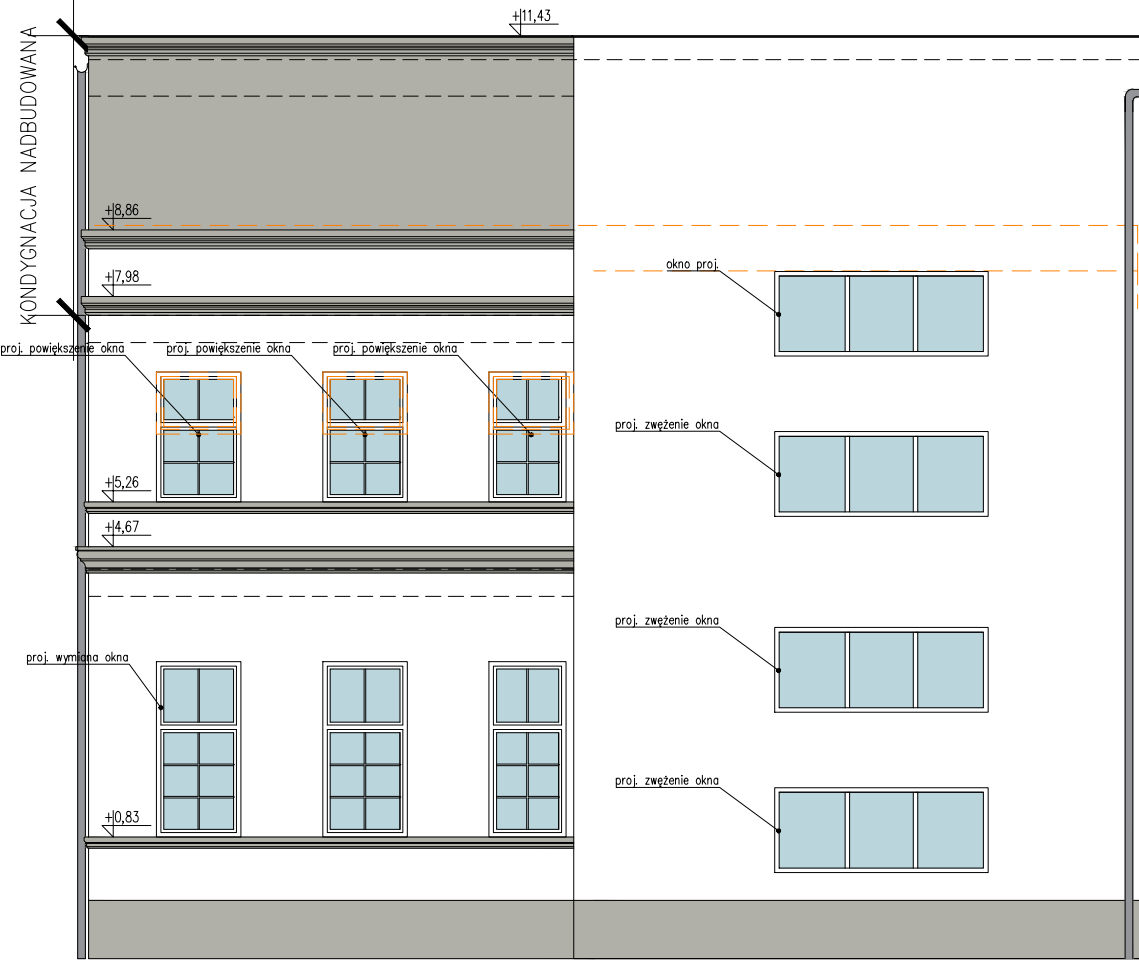 +11,43
KONDYGNACJA NADBUDOWANA
+8,86
okno proj.
+7,98
proj. powiększenie okna
proj. powiększenie okna
proj. powiększenie okna
proj. zwężenie okna
+5,26
+4,67
proj. zwężenie okna
proj. wymiana okna
proj. zwężenie okna
+0,83